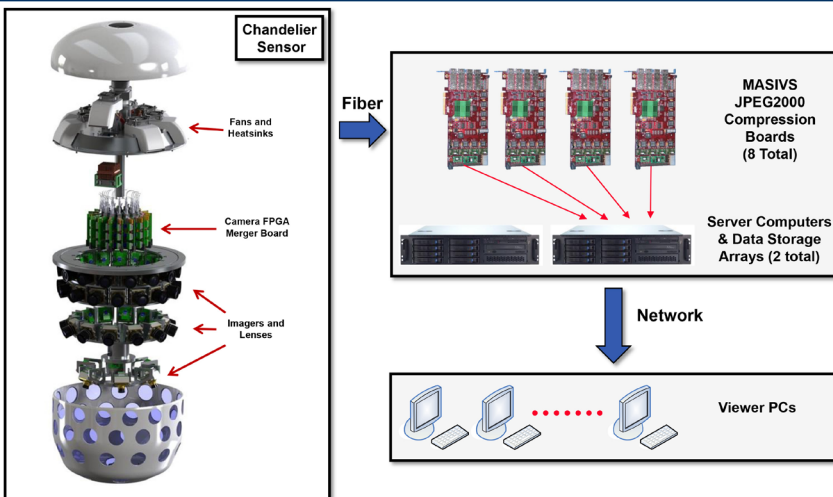 Chandelier
Sensor
Fans and
Heatsinks
Camera FPGA
Merger Board
Imagers and
Lenses
Fiber
MASIVS
JPEG2000
Compression
Boards
(8 Total)
Server Computers
& Data Storage
Arrays (2 total)
Network
Viewer PCs